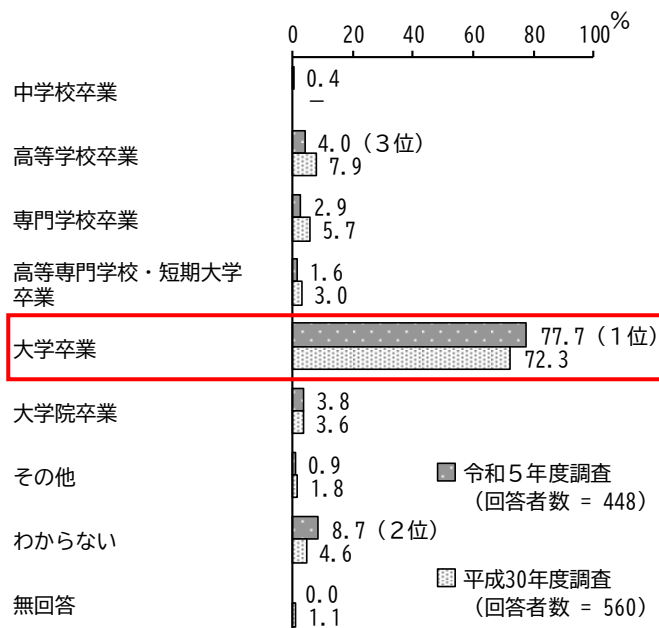 0 20 40 60 80 100%
中学校卒業
0.4
－
高等学校卒業
4.0（３位）
7.9
専門学校卒業
2.9
5.7
高等専門学校・短期大学
卒業
1.6
3.0
大学卒業
77.7（１位）
72.3
大学院卒業
3.8
3.6
その他
0.9
1.8
わからない
8.7（２位）
4.6
無回答
0.0
1.1
令和５年度調査
（回答者数 = 448）
平成30年度調査
（回答者数 = 560）